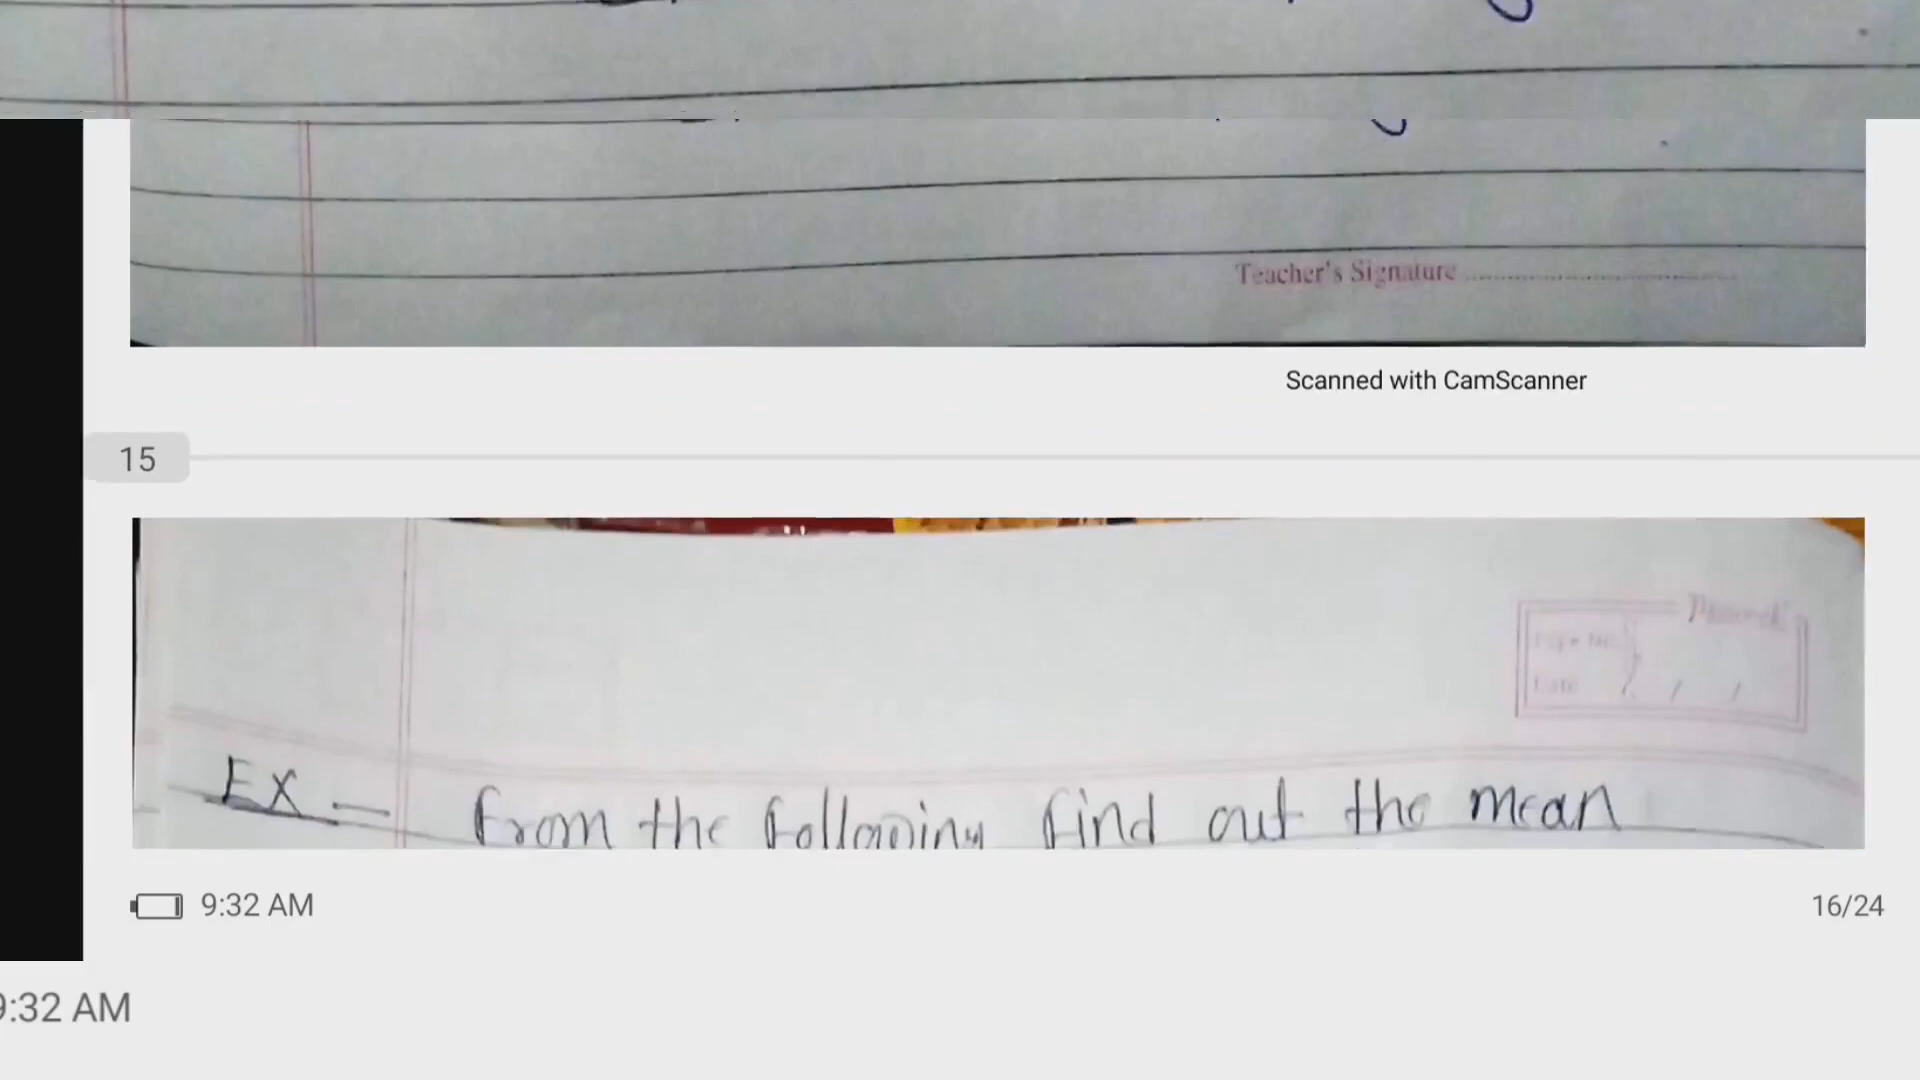 Teacher's Signature
Scanned with CamScanner
15
Date / /
EX — From the following find out the mean
9:32 AM
16/24
9:32 AM